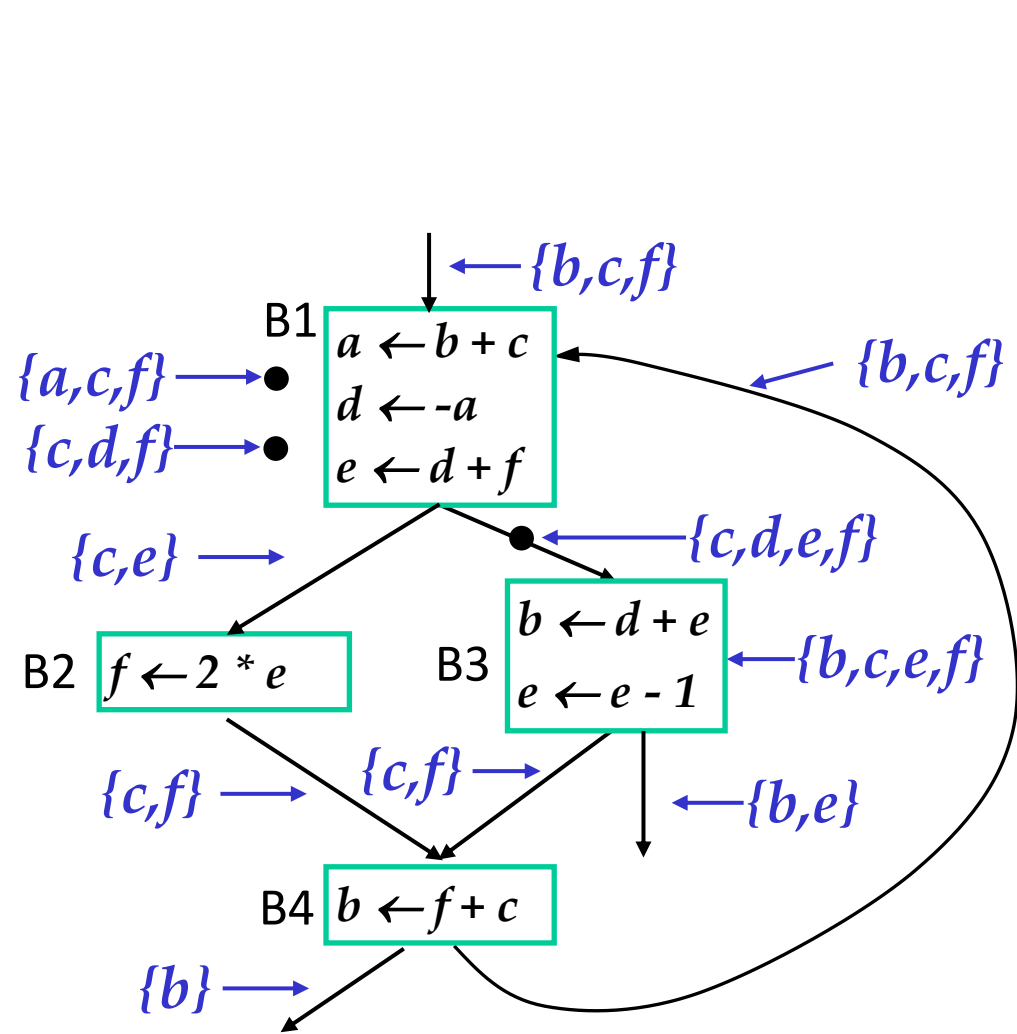 {b,c,f}
B1
a ← b + c
{b,c,f}
{a,c,f}
d ← -a
{c,d,f}
e ← d + f
{c,e}
{c,d,e,f}
b ← d + e
B2
f ← 2 * e
B3
{b,c,e,f}
e ← e - 1
{c,f}
{c,f}
{b,e}
B4
b ← f + c
{b}